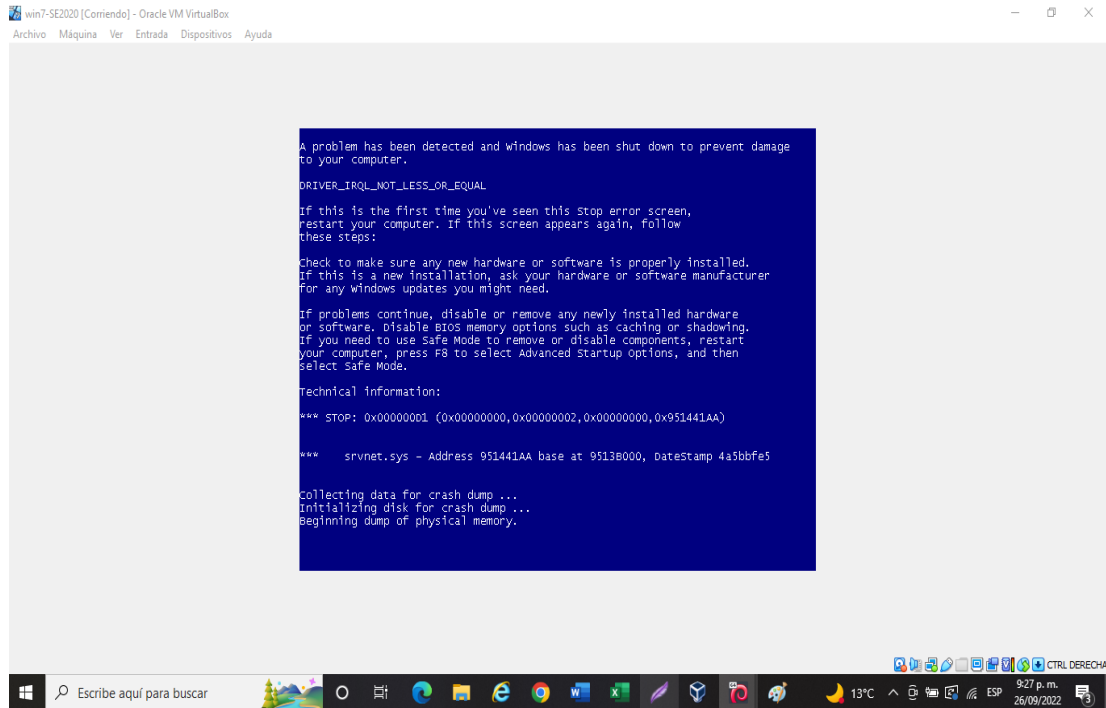 win7-SE2020 [Corriendo] - Oracle VM VirtualBox
Archivo Máquina Ver Entrada Dispositivos Ayuda
A problem has been detected and Windows has been shut down to prevent damage
to your computer.
DRIVER_IRQL_NOT_LESS_OR_EQUAL
If this is the first time you've seen this Stop error screen,
restart your computer. If this screen appears again, follow
these steps:
Check to make sure any new hardware or software is properly installed.
If this is a new installation, ask your hardware or software manufacturer
for any Windows updates you might need.
If problems continue, disable or remove any newly installed hardware
or software. Disable BIOS memory options such as caching or shadowing.
If you need to use Safe Mode to remove or disable components, restart
your computer, press F8 to select Advanced Startup Options, and then
select Safe Mode.
Technical information:
*** STOP: 0x000000D1 (0x00000000,0x00000002,0x00000000,0x951441AA)
*** srvnet.sys - Address 951441AA base at 9513B000, DateStamp 4a5bbfe5
Collecting data for crash dump ...
Initializing disk for crash dump ...
Beginning dump of physical memory.
CTRL DERECHA
Escribe aquí para buscar
13°C
ESP
9:27 p. m.
26/09/2022
3